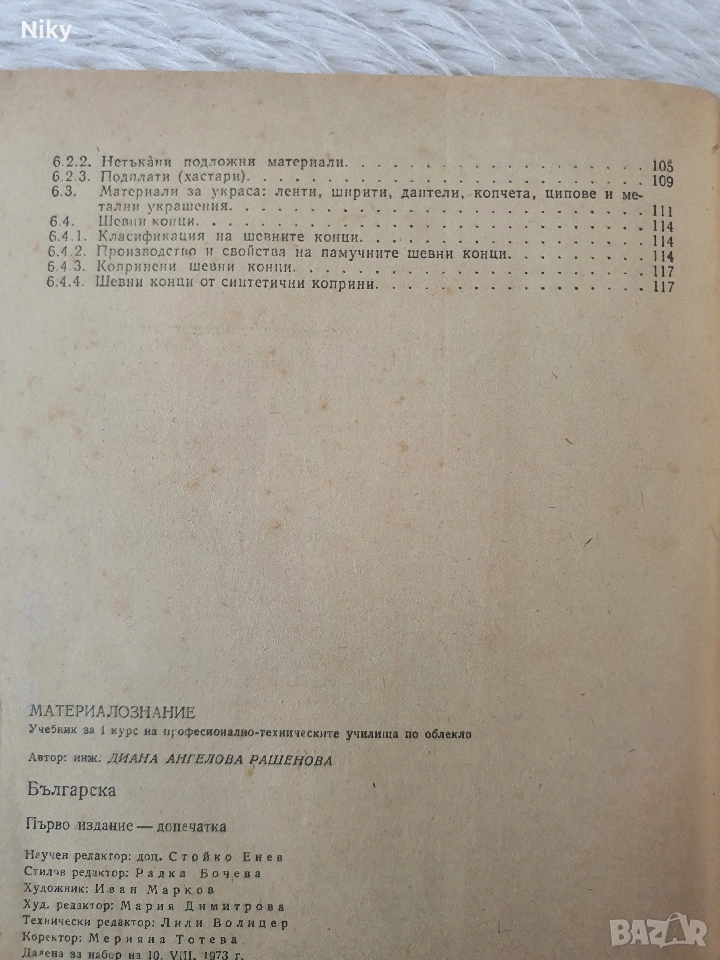 Niky
6.2.2. Нетъкани подложни материали. 105
6.2.3. Подплати (хастари). 109
6.3. Материали за украса: ленти, ширити, дантели, копчета, ципове и ме-
тални украшения. 111
6.4. Шевни конци. 114
6.4.1. Класификация на шевните конци. 114
6.4.2. Производство и свойства на памучните шевни конци. 114
6.4.3. Копринени шевни конци. 117
6.4.4. Шевни конци от синтетични коприни. 117
МАТЕРИАЛОЗНАНИЕ
Учебник за I курс на професионално-техническите училища по облекло
Автор: инж. ДИАНА АНГЕЛОВА РАШЕНОВА
Българска
Първо издание — допечатка
Научен редактор: доц. Стойко Енев
Стилов редактор: Радка Бочева
Художник: Иван Марков
Худ. редактор: Мария Димитрова
Технически редактор: Лили Волицер
Коректор: Мерияна Тотева
Дадена за набор на 10. VIII. 1973 г.
BAZAR